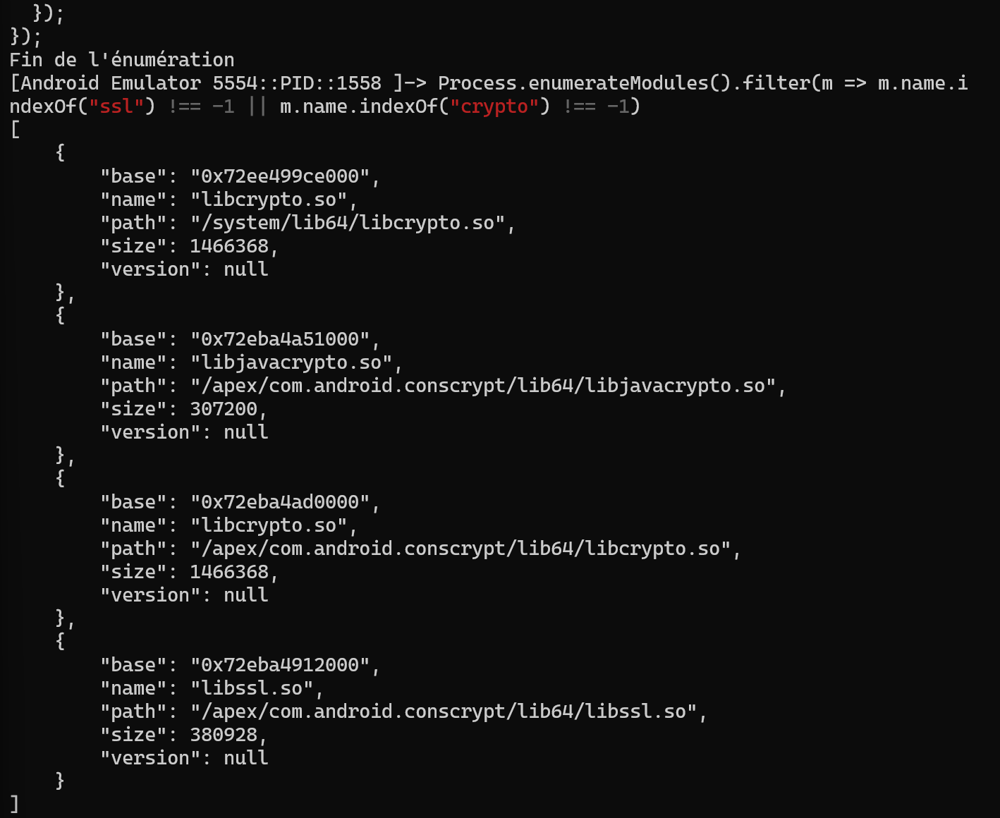 });
});
Fin de l'énumération
[Android Emulator 5554::PID::1558 ]-> Process.enumerateModules().filter(m => m.name.i
ndexOf("ssl") !== -1 || m.name.indexOf("crypto") !== -1)
[
    {
        "base": "0x72ee499ce000",
        "name": "libcrypto.so",
        "path": "/system/lib64/libcrypto.so",
        "size": 1466368,
        "version": null
    },
    {
        "base": "0x72eba4a51000",
        "name": "libjavacrypto.so",
        "path": "/apex/com.android.conscrypt/lib64/libjavacrypto.so",
        "size": 307200,
        "version": null
    },
    {
        "base": "0x72eba4ad0000",
        "name": "libcrypto.so",
        "path": "/apex/com.android.conscrypt/lib64/libcrypto.so",
        "size": 1466368,
        "version": null
    },
    {
        "base": "0x72eba4912000",
        "name": "libssl.so",
        "path": "/apex/com.android.conscrypt/lib64/libssl.so",
        "size": 380928,
        "version": null
    }
]